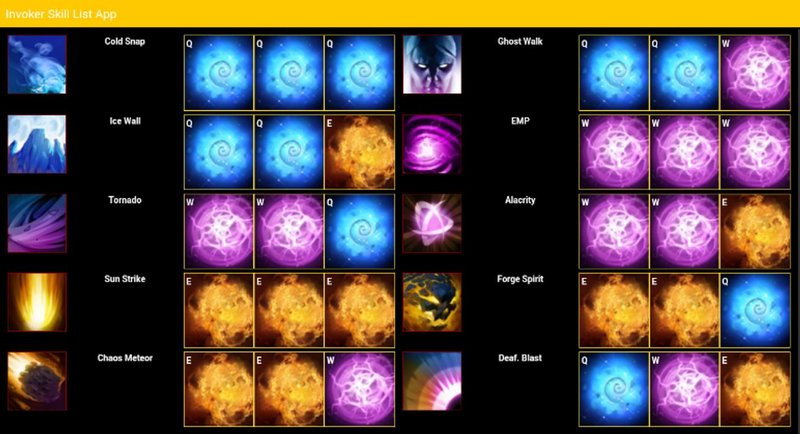 Invoker Skill List App
Cold Snap Q Q Q Ghost Walk Q Q W
Ice Wall Q Q E EMP W W W
Tornado W W Q Alacrity W W E
Sun Strike E E E Forge Spirit E E Q
Chaos Meteor E E W Deaf. Blast Q W E